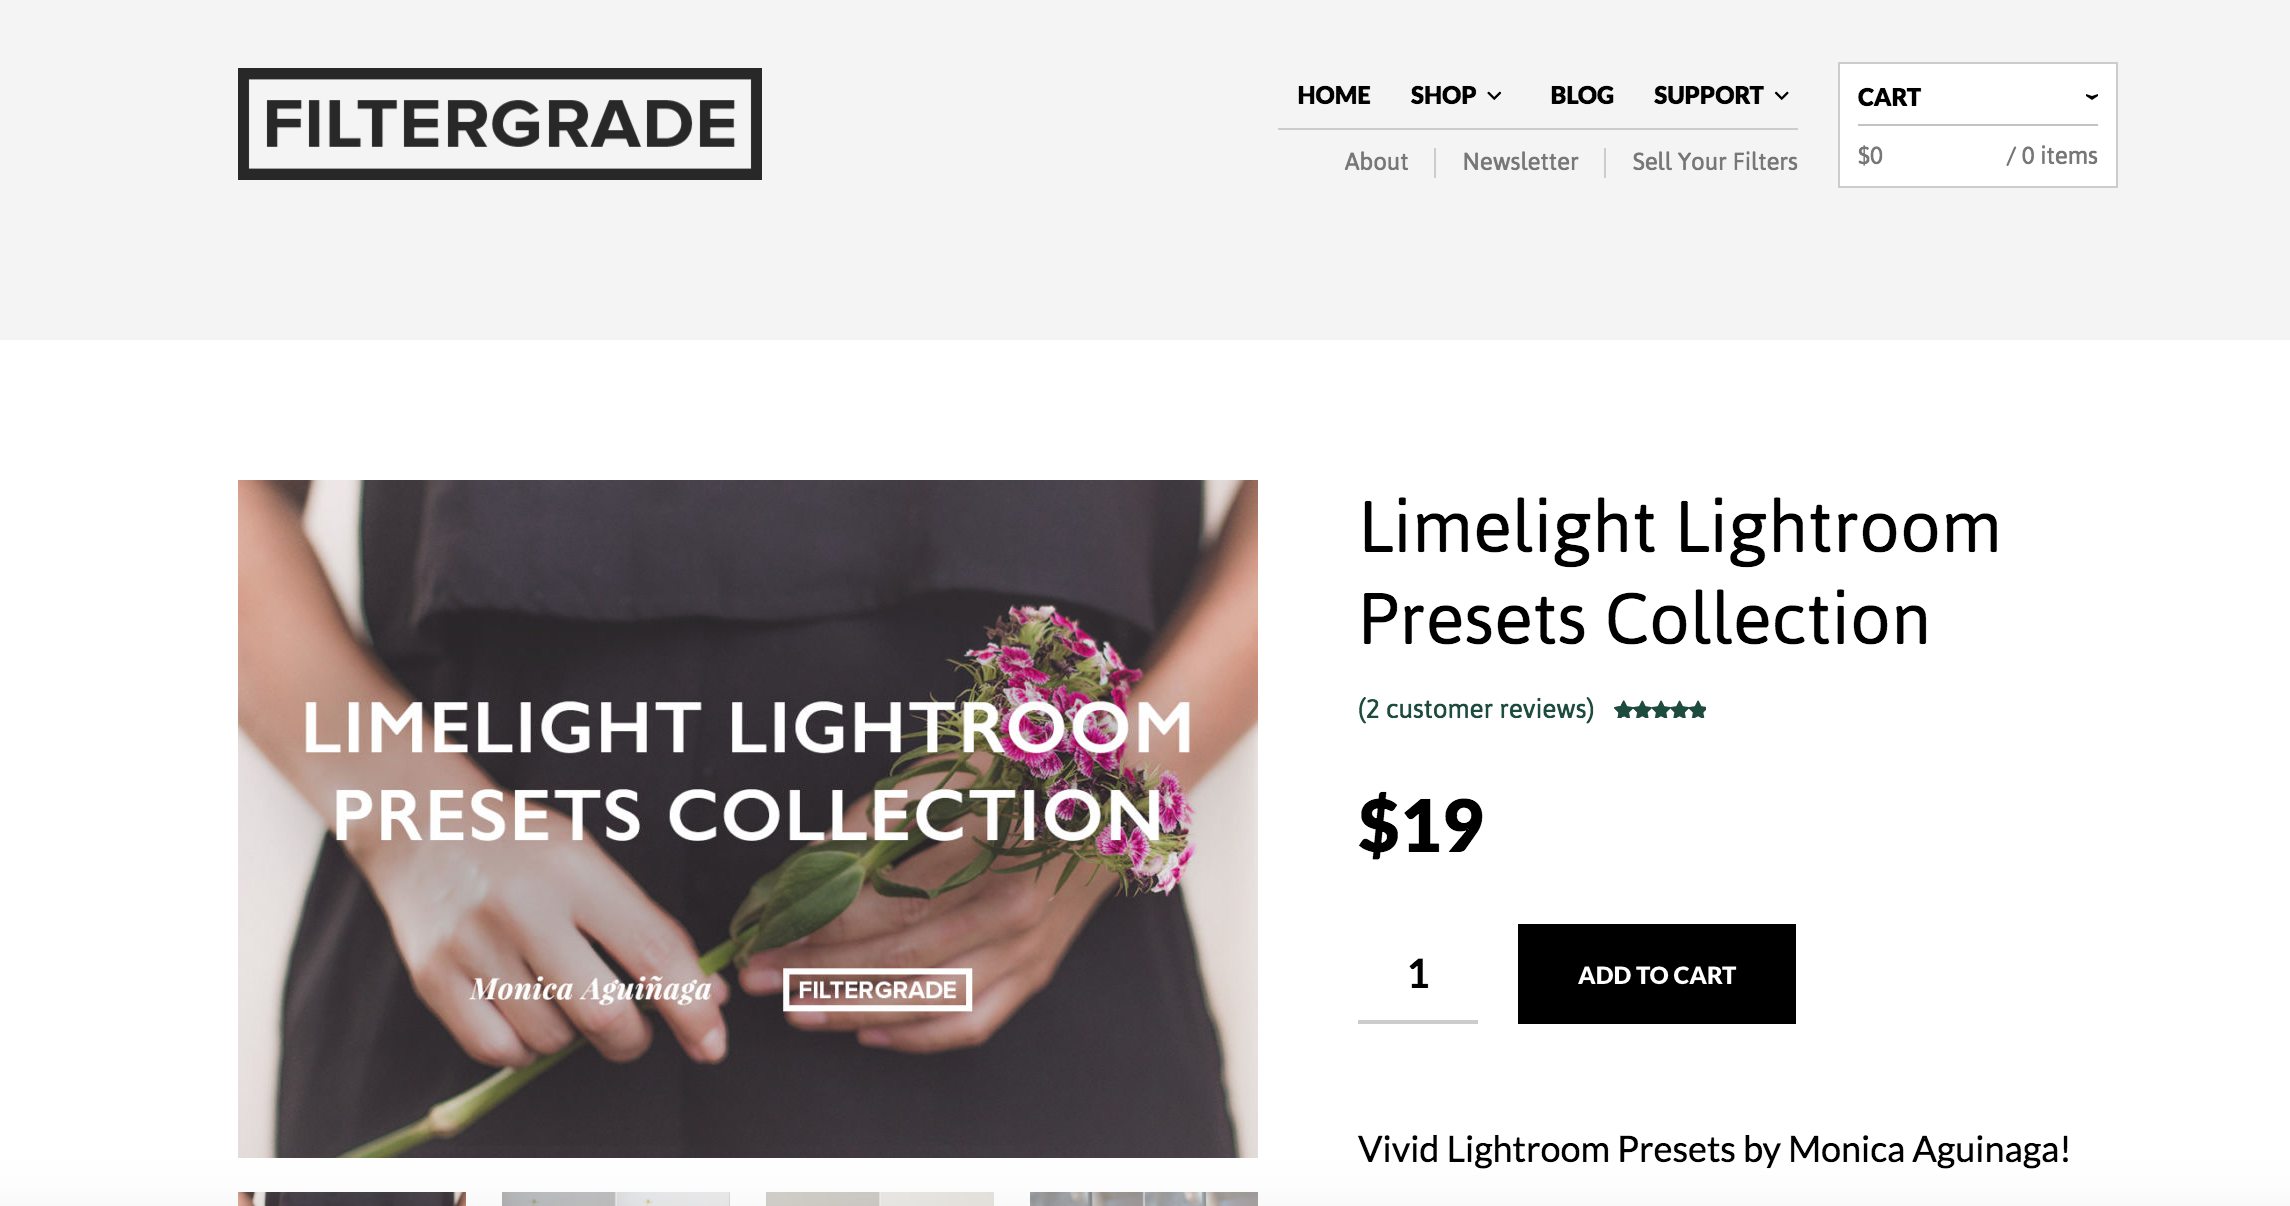 FILTERGRADE
HOME SHOP BLOG SUPPORT
About Newsletter Sell Your Filters
CART
$0 / 0 items
LIMELIGHT LIGHTROOM
PRESETS COLLECTION
Monica Aguiñaga FILTERGRADE
Limelight Lightroom
Presets Collection
(2 customer reviews)
$19
1 ADD TO CART
Vivid Lightroom Presets by Monica Aguinaga!